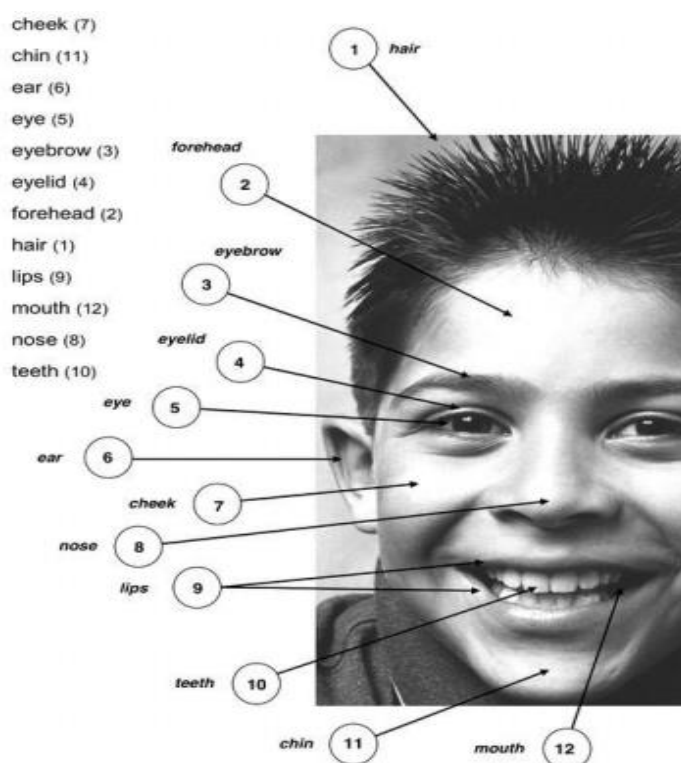 cheek (7)
chin (11)
ear (6)
eye (5)
eyebrow (3)
eyelid (4)
forehead (2)
hair (1)
lips (9)
mouth (12)
nose (8)
teeth (10)
1 hair
forehead
2
eyebrow
3
eyelid
4
eye 5
ear 6
cheek 7
nose 8
lips 9
teeth 10
chin 11
mouth 12